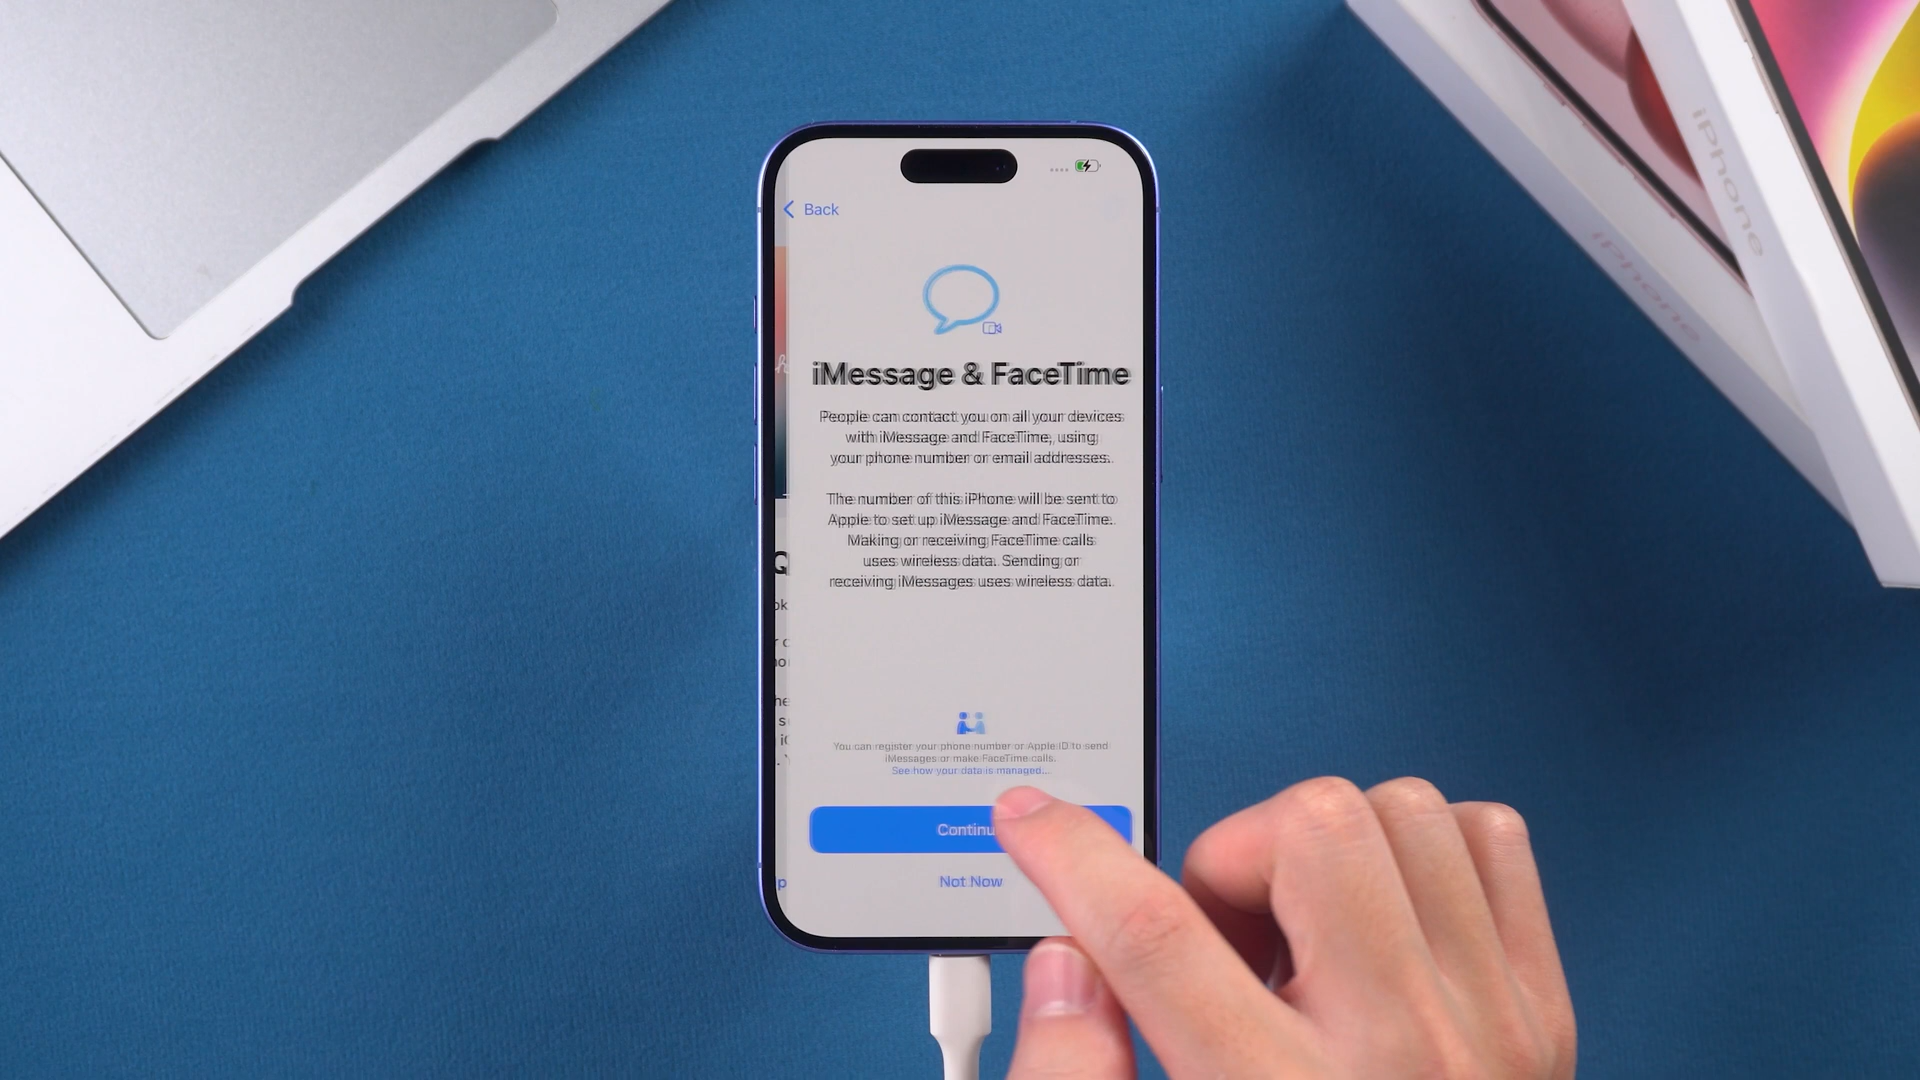 Back
iMessage & FaceTime
People can contact you on all your devices
with iMessage and FaceTime, using
your phone number or email addresses.
The number of this iPhone will be sent to
Apple to set up iMessage and FaceTime.
Making or receiving FaceTime calls
uses wireless data. Sending or
receiving iMessages uses wireless data.
You can register your phone number or Apple ID to send
iMessages or make FaceTime calls.
See how your data is managed...
Continu
Not Now
iPhone
iPhone